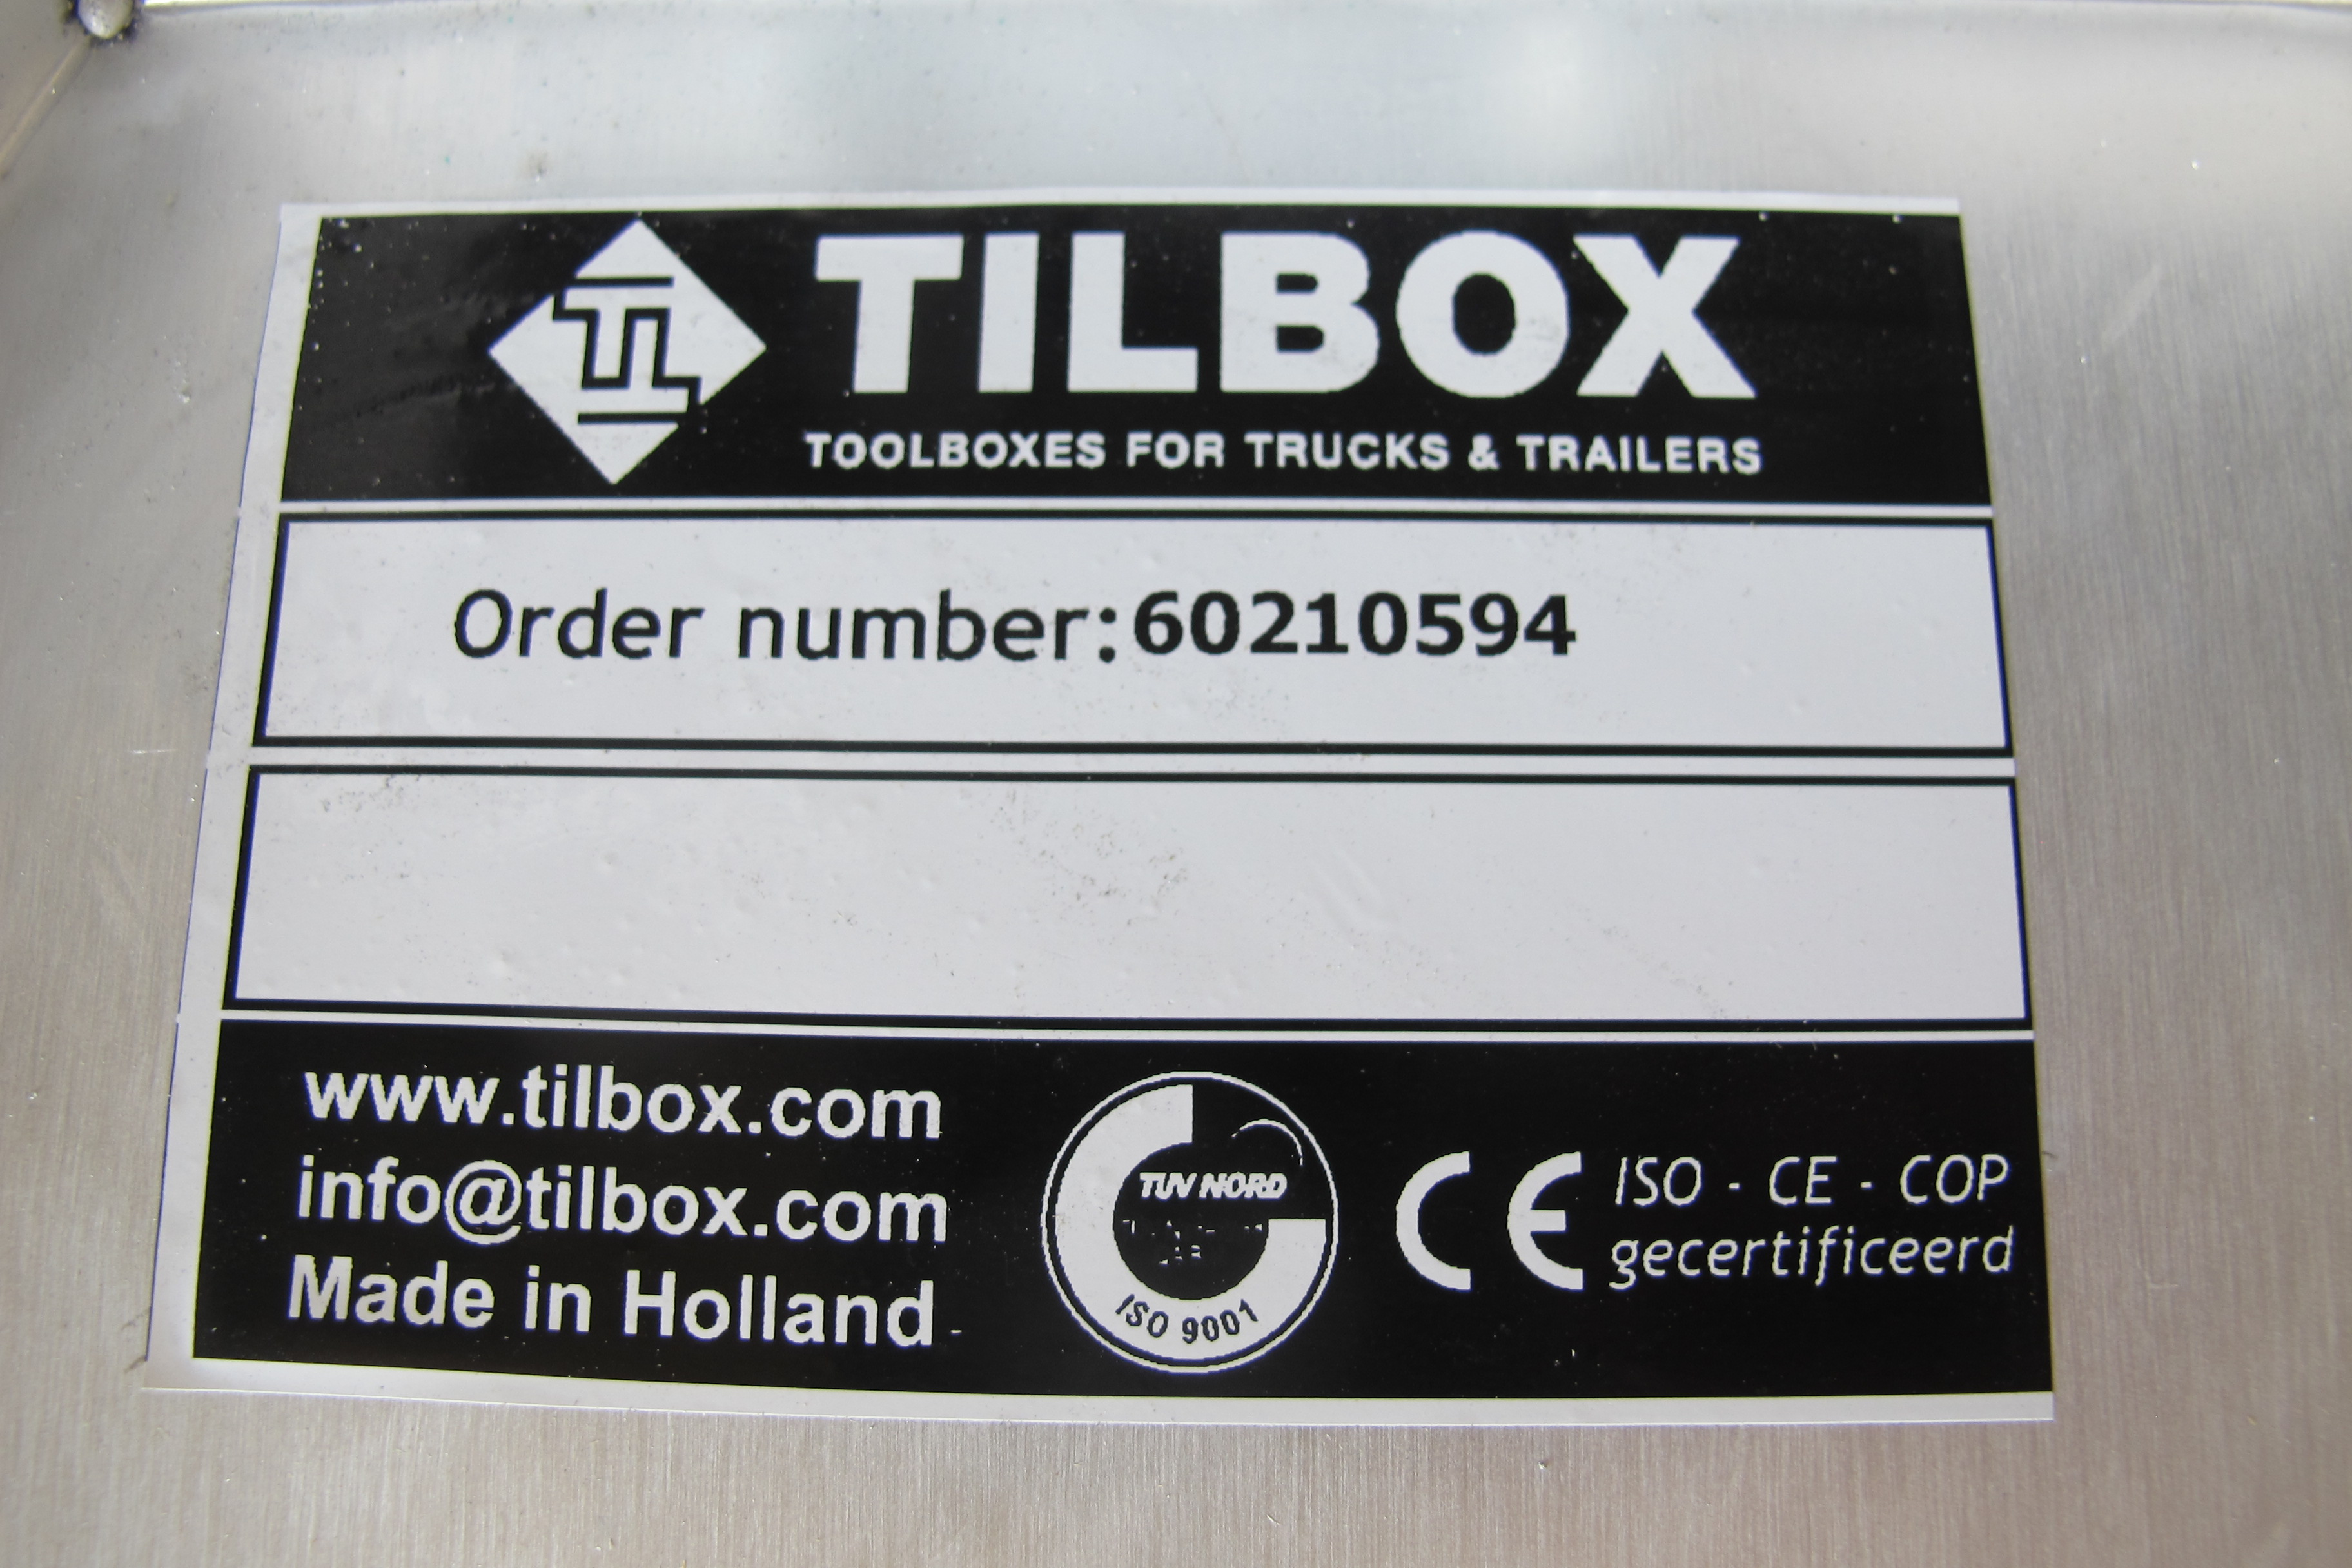 TILBOX
TOOLBOXES FOR TRUCKS & TRAILERS
Order number:60210594
www.tilbox.com
info@tilbox.com
Made in Holland
TUV NORD
ISO 9001
CE
ISO - CE - COP
gecertificeerd